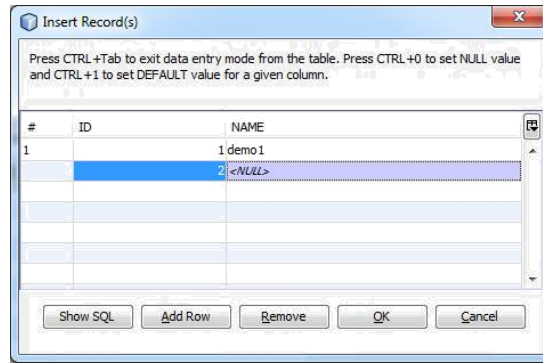 Insert Record(s)
Press CTRL+Tab to exit data entry mode from the table. Press CTRL+0 to set NULL value
and CTRL+1 to set DEFAULT value for a given column.
# ID NAME
1 1 demo1
2 <NULL>
Show SQL Add Row Remove OK Cancel